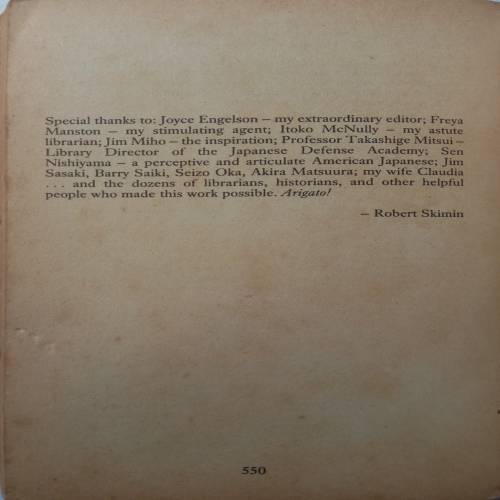 Special thanks to: Joyce Engelson – my extraordinary editor; Freya
Manston – my stimulating agent; Itoko McNully – my astute
librarian; Jim Miho – the inspiration; Professor Takashige Mitsui –
Library Director of the Japanese Defense Academy; Sen
Nishiyama – a perceptive and articulate American Japanese; Jim
Sasaki, Barry Saiki, Seizo Oka, Akira Matsuura; my wife Claudia
. . . and the dozens of librarians, historians, and other helpful
people who made this work possible. Arigato!
– Robert Skimin
550